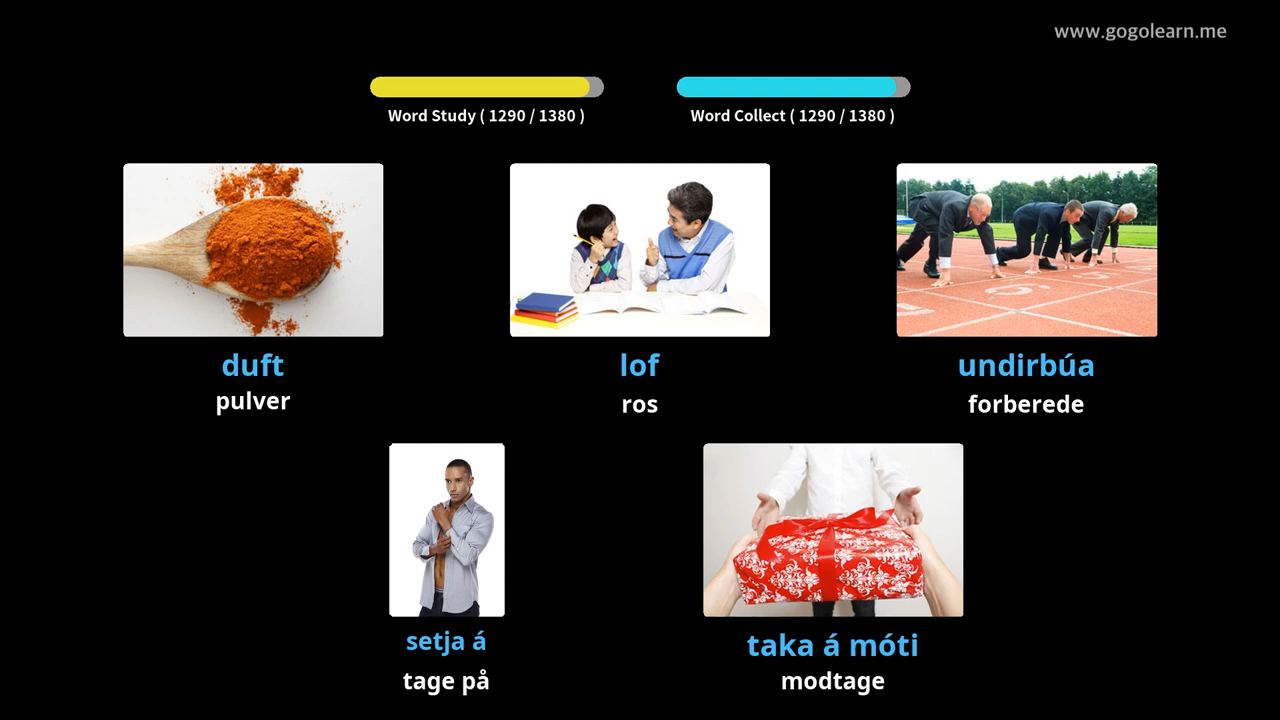 www.gogolearn.me
Word Study ( 1290 / 1380 )
Word Collect ( 1290 / 1380 )
duft
pulver
lof
ros
undirbúa
forberede
setja á
tage på
taka á móti
modtage